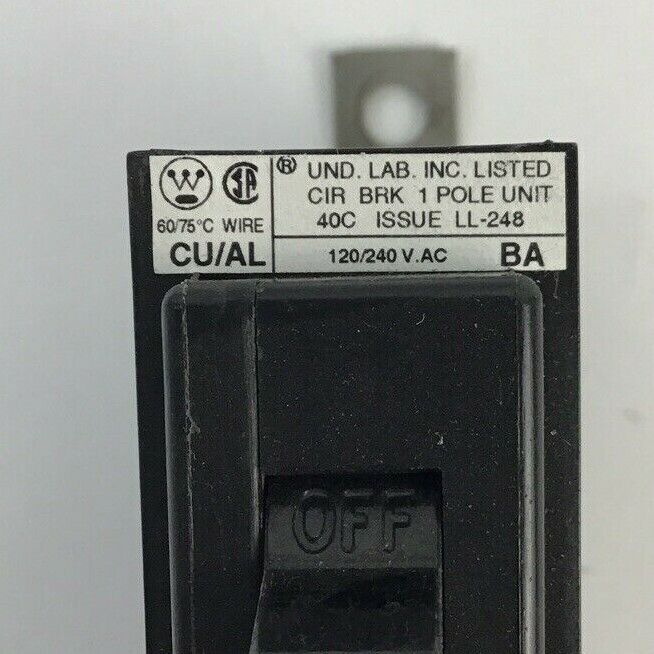 W SA
60/75°C WIRE
CU/AL
® UND. LAB. INC. LISTED
CIR BRK 1 POLE UNIT
40C ISSUE LL-248
120/240 V.AC BA
OFF